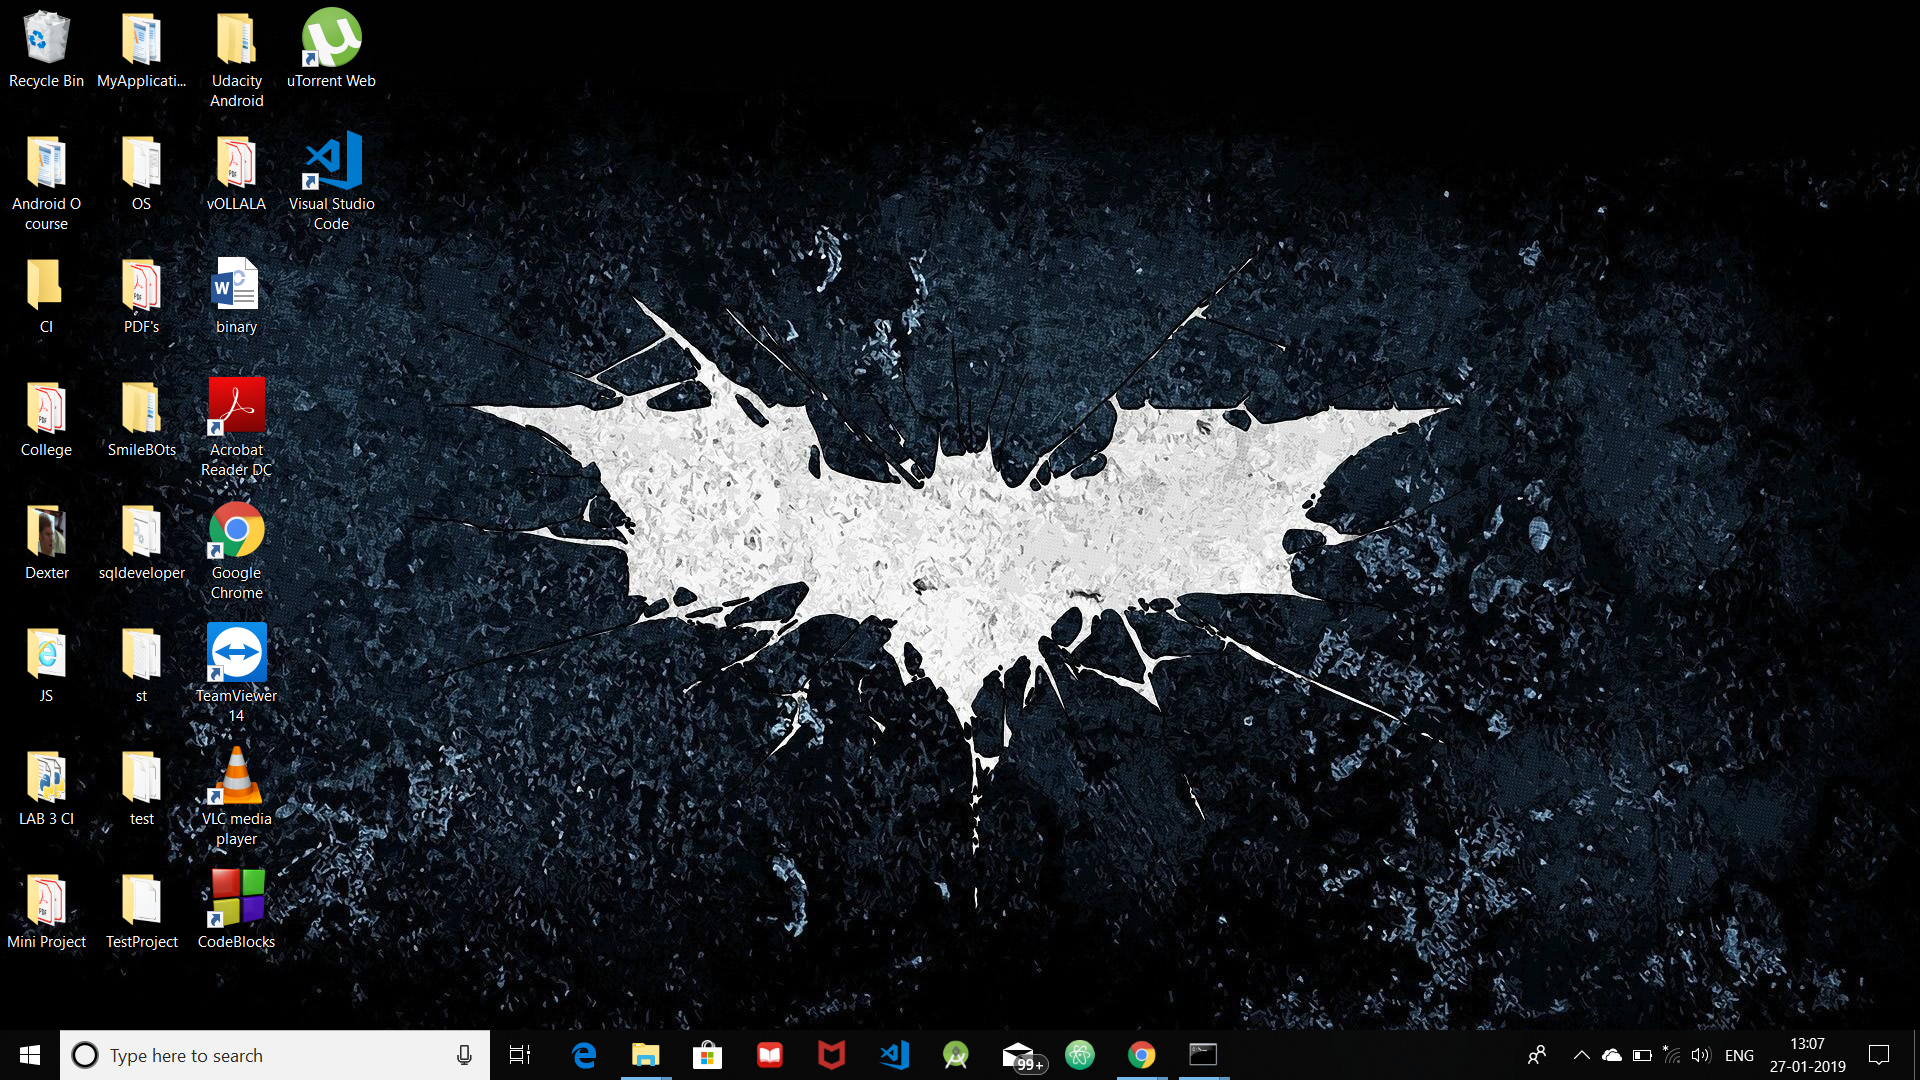 Recycle Bin
MyApplicati...
Udacity
Android
uTorrent Web
Android O
course
OS
vOLLALA
Visual Studio
Code
CI
PDF's
binary
College
SmileBOts
Acrobat
Reader DC
Dexter
sqldeveloper
Google
Chrome
JS
st
TeamViewer
14
LAB 3 CI
test
VLC media
player
Mini Project
TestProject
CodeBlocks
Type here to search
99+
ENG
13:07
27-01-2019